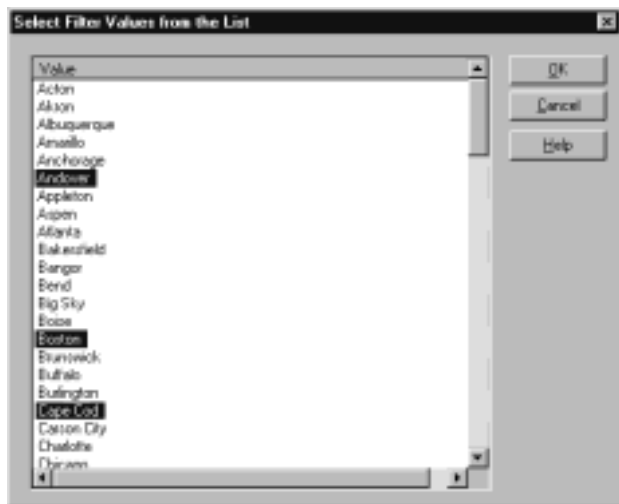 Select Filter Values from the List
Value
Acton
Akron
Albuquerque
Amarillo
Anchorage
Andover
Appleton
Aspen
Atlanta
Bakersfield
Bangor
Bend
Big Sky
Boise
Boston
Brunswick
Buffalo
Burlington
Cape Cod
Carson City
Charlotte
Chicago
OK
Cancel
Help